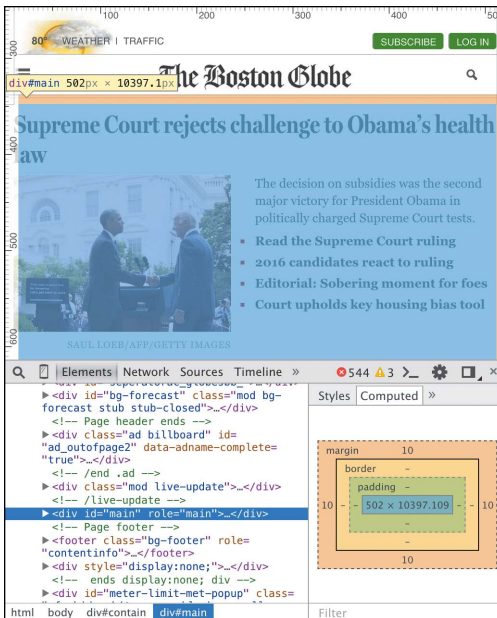 100 200 300 400 50
300
80° WEATHER | TRAFFIC SUBSCRIBE LOG IN
The Boston Globe
div#main 502px × 10397.1px
Supreme Court rejects challenge to Obama’s health
law
400
The decision on subsidies was the second
major victory for President Obama in
politically charged Supreme Court tests.
500
Read the Supreme Court ruling
2016 candidates react to ruling
Editorial: Sobering moment for foes
Court upholds key housing bias tool
600
SAUL LOEB/AFP/GETTY IMAGES
Elements Network Sources Timeline » 544 3
▶<div id="bg-forecast" class="mod bg-
forecast stub stub-closed">…</div>
<!-- Page header ends -->
▶<div class="ad billboard" id=
"ad_outofpage2" data-adname-complete=
"true">…</div>
<!-- /end .ad -->
▶<div class="mod live-update">…</div>
<!-- /live-update -->
▶<div id="main" role="main">…</div>
<!-- Page footer -->
▶<footer class="bg-footer" role=
"contentinfo">…</footer>
▶<div style="display:none;">…</div>
<!-- ends display:none; div -->
▶<div id="meter-limit-met-popup" class=
html body div#contain div#main
Styles Computed »
margin 10
border –
padding –
10 – – 502 × 10397.109 – – 10
–
–
10
Filter